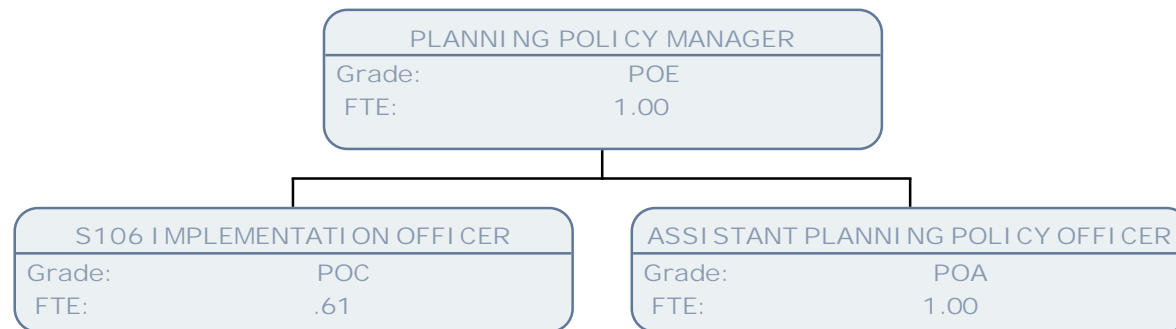 PLANNING POLICY MANAGER
Grade: POE
FTE: 1.00
S106 IMPLEMENTATION OFFICER
Grade: POC
FTE: .61
ASSISTANT PLANNING POLICY OFFICER
Grade: POA
FTE: 1.00